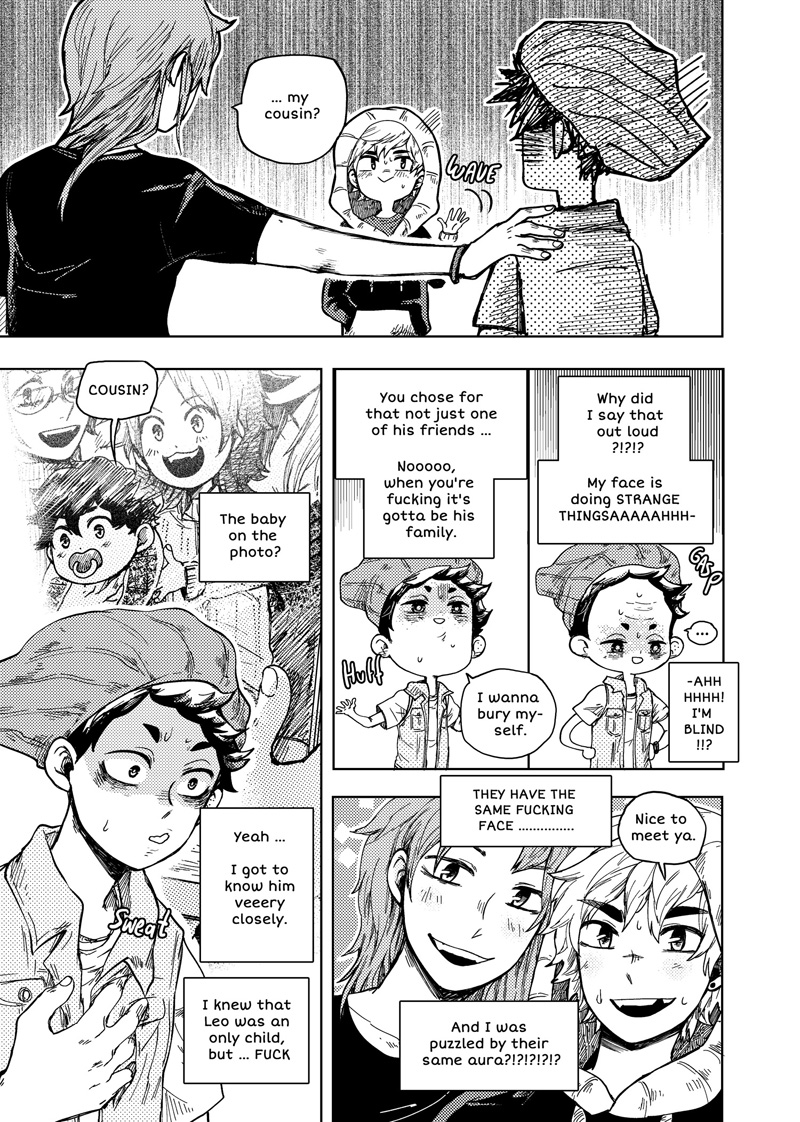 ... my
cousin?
WAVE
COUSIN?
The baby
on the
photo?
Yeah ...
I got to
know him
veeery
closely.
Sweat
I knew that
Leo was an
only child,
but ... FUCK
You chose for
that not just one
of his friends ...
Nooooo,
when you're
fucking it's
gotta be his
family.
Huff
I wanna
bury my-
self.
Why did
I say that
out loud
?!?!?
My face is
doing STRANGE
THINGSAAAAAHHH-
GASP
...
-AHH
HHHH!
I'M
BLIND
!!?
THEY HAVE THE
SAME FUCKING
FACE ...............
Nice to
meet ya.
And I was
puzzled by their
same aura?!?!?!?!?